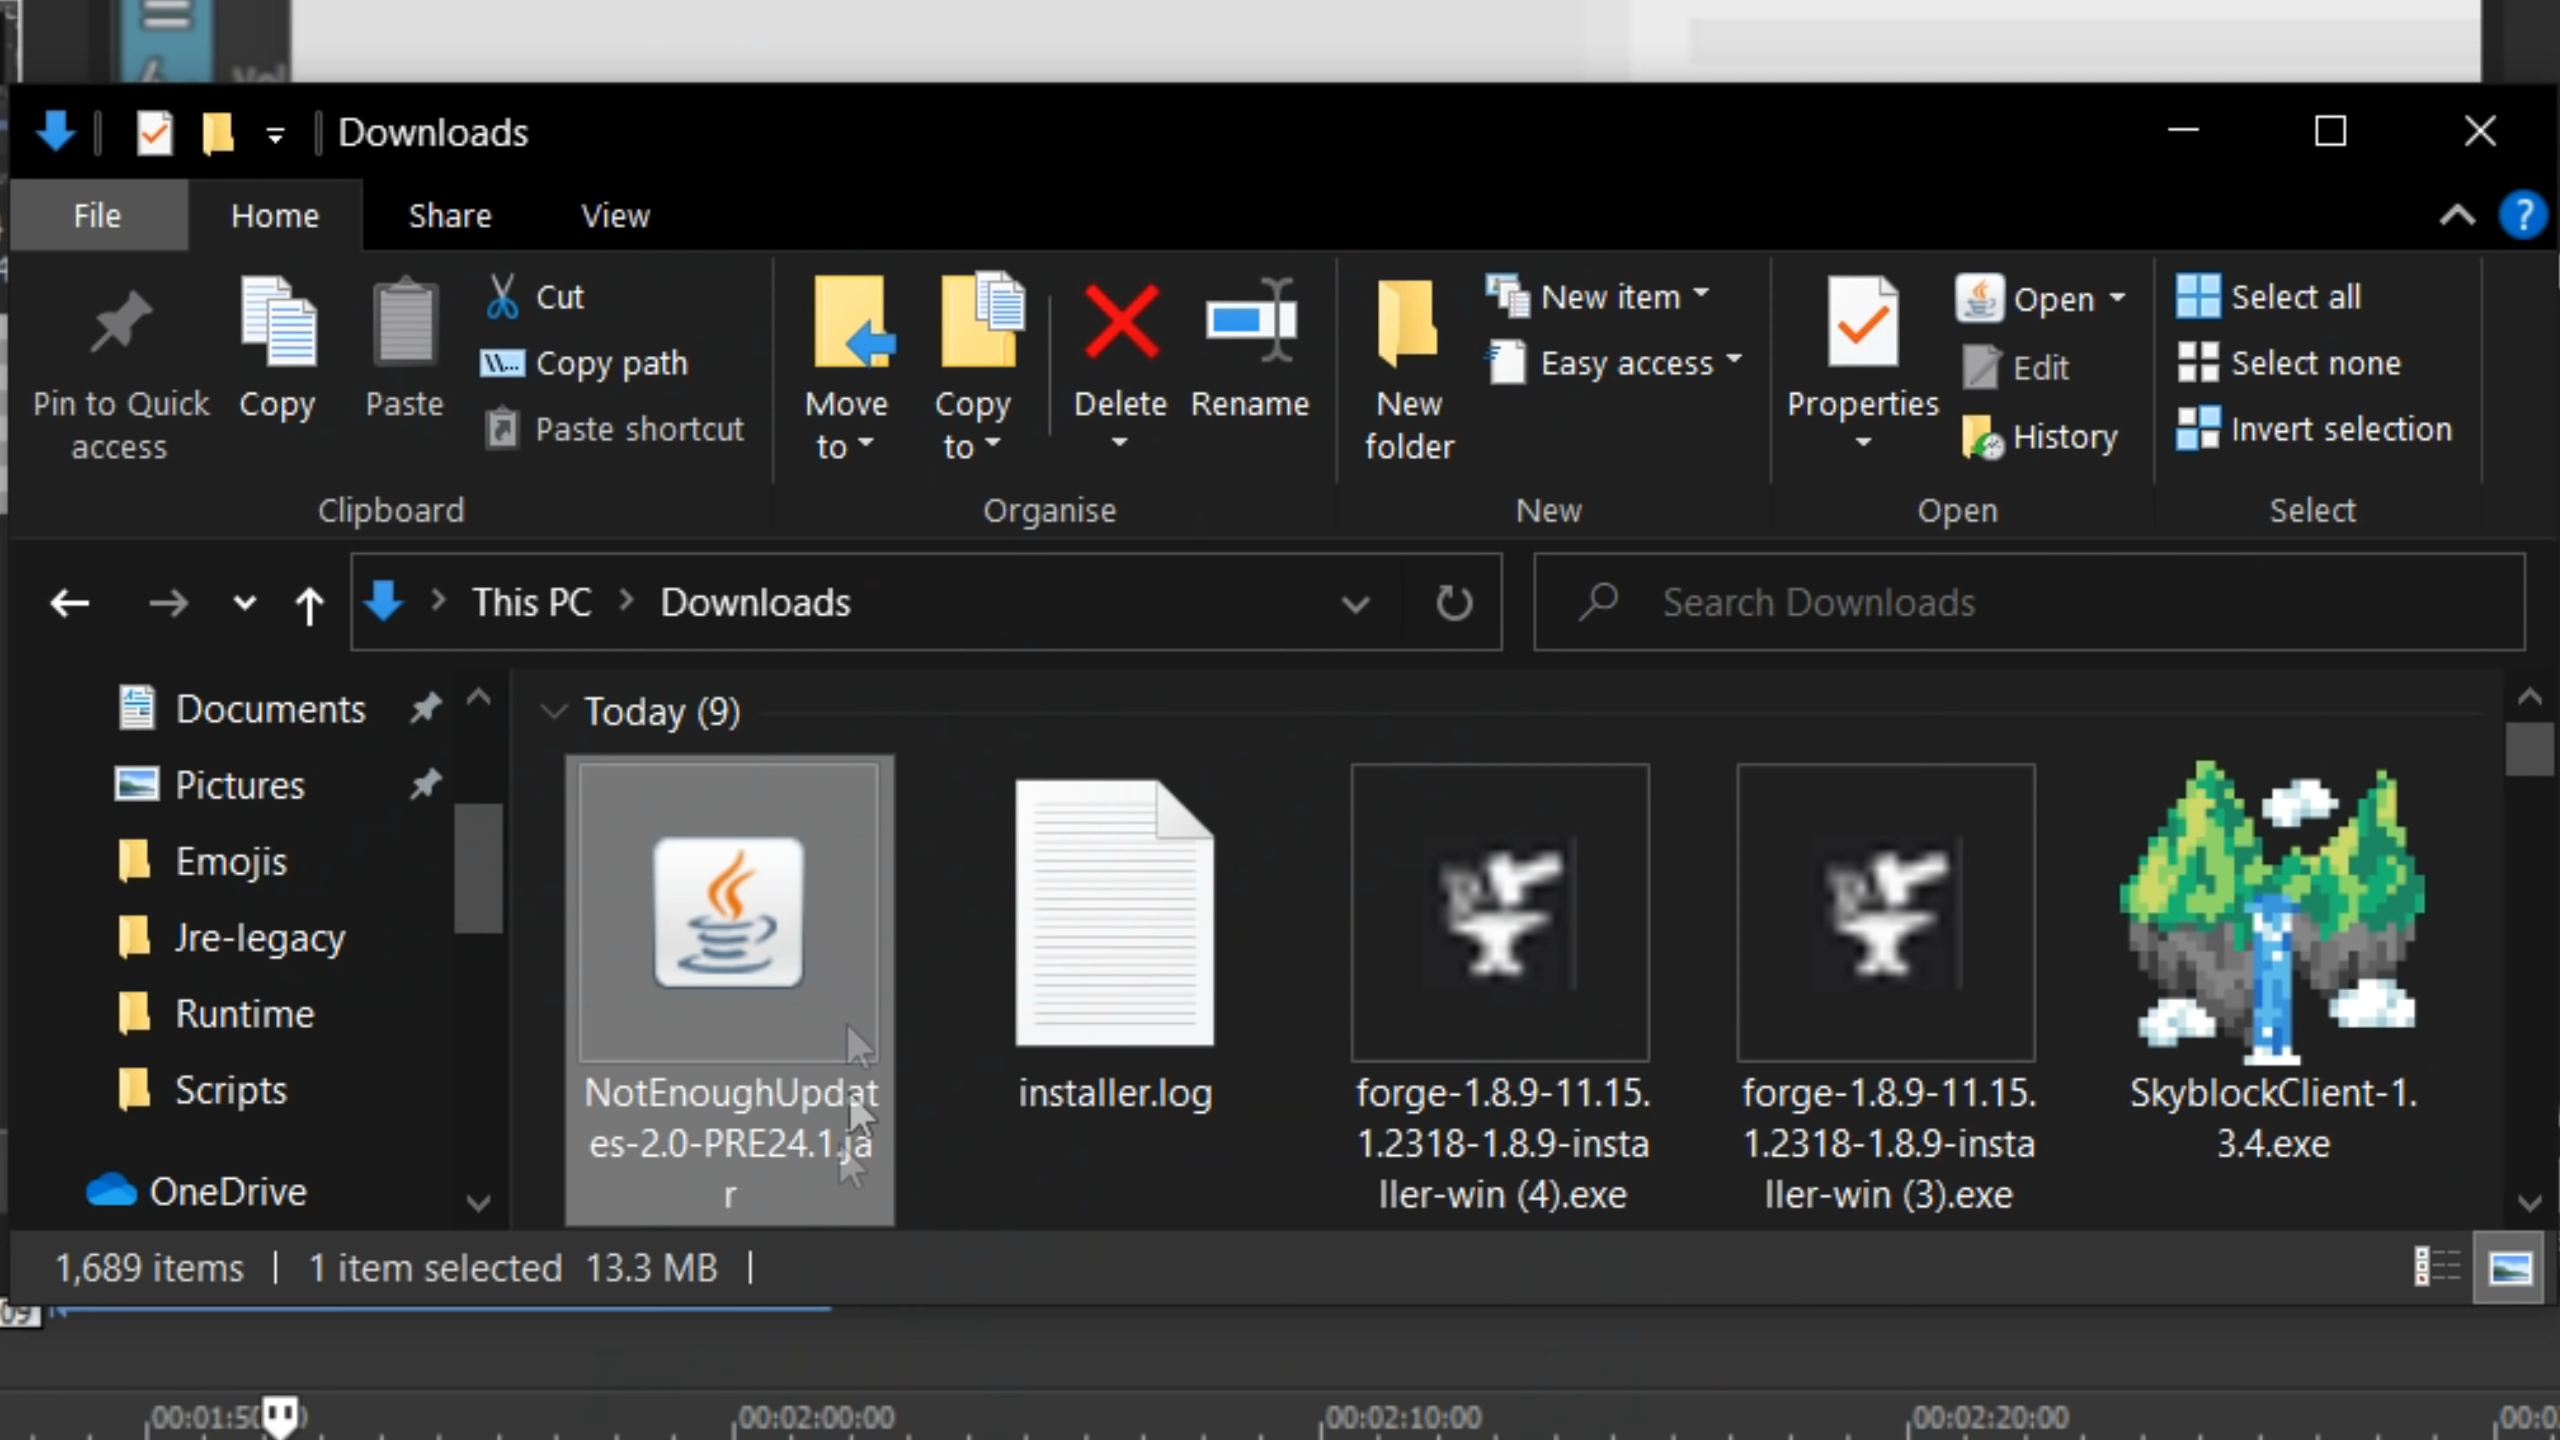 Downloads
File Home Share View
Pin to Quick access
Copy
Paste
Cut
Copy path
Paste shortcut
Clipboard
Move to
Copy to
Delete
Rename
Organise
New folder
New item
Easy access
New
Properties
Open
Edit
History
Open
Select all
Select none
Invert selection
Select
This PC Downloads
Search Downloads
Documents
Pictures
Emojis
Jre-legacy
Runtime
Scripts
OneDrive
Today (9)
NotEnoughUpdat
es-2.0-PRE24.1.ja
r
installer.log
forge-1.8.9-11.15.
1.2318-1.8.9-insta
ller-win (4).exe
forge-1.8.9-11.15.
1.2318-1.8.9-insta
ller-win (3).exe
SkyblockClient-1.
3.4.exe
1,689 items | 1 item selected 13.3 MB |
00:02:00:00 00:02:10:00 00:02:20:00